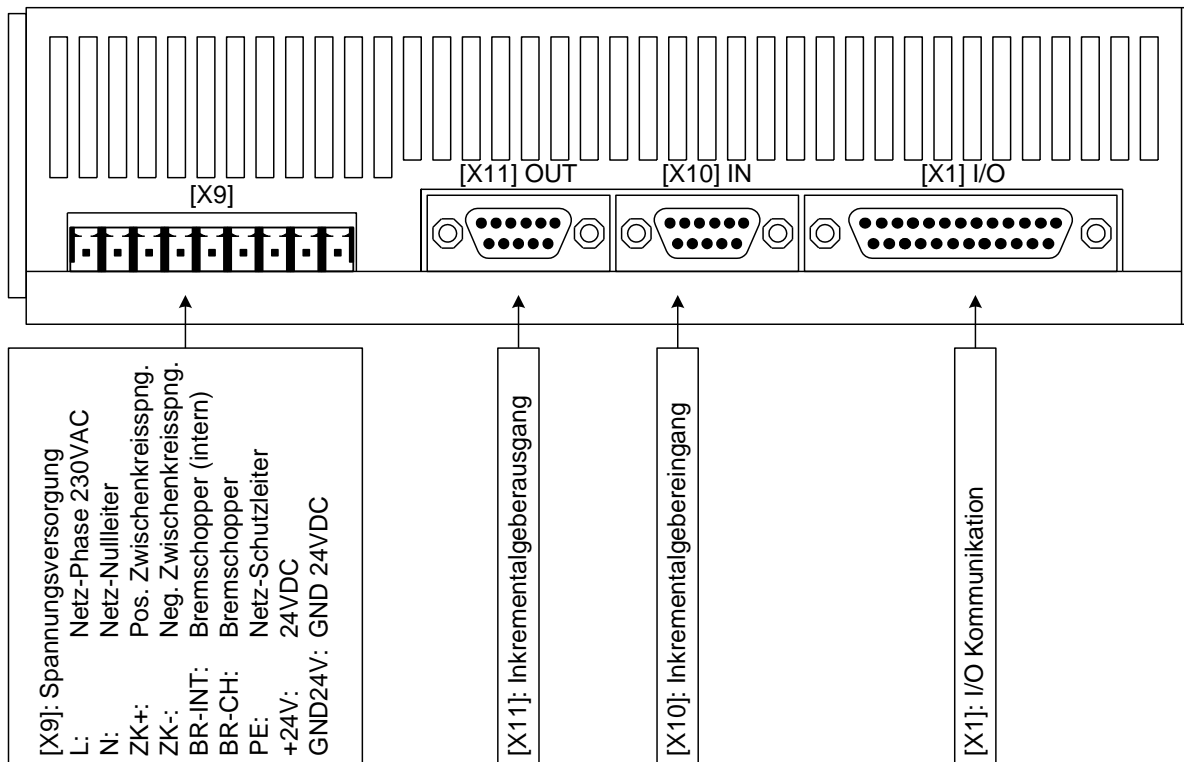 [X11] OUT
[X10] IN
[X1] I/O
[X9]
[X9]: Spannungsversorgung
L: Netz-Phase 230VAC
N: Netz-Nullleiter
ZK+: Pos. Zwischenkreisspng.
ZK-: Neg. Zwischenkreisspng.
BR-INT: Bremschopper (intern)
BR-CH: Bremschopper
PE: Netz-Schutzleiter
+24V: 24VDC
GND24V: GND 24VDC
[X11]: Inkrementalgeberausgang
[X10]: Inkrementalgebereingang
[X1]: I/O Kommunikation